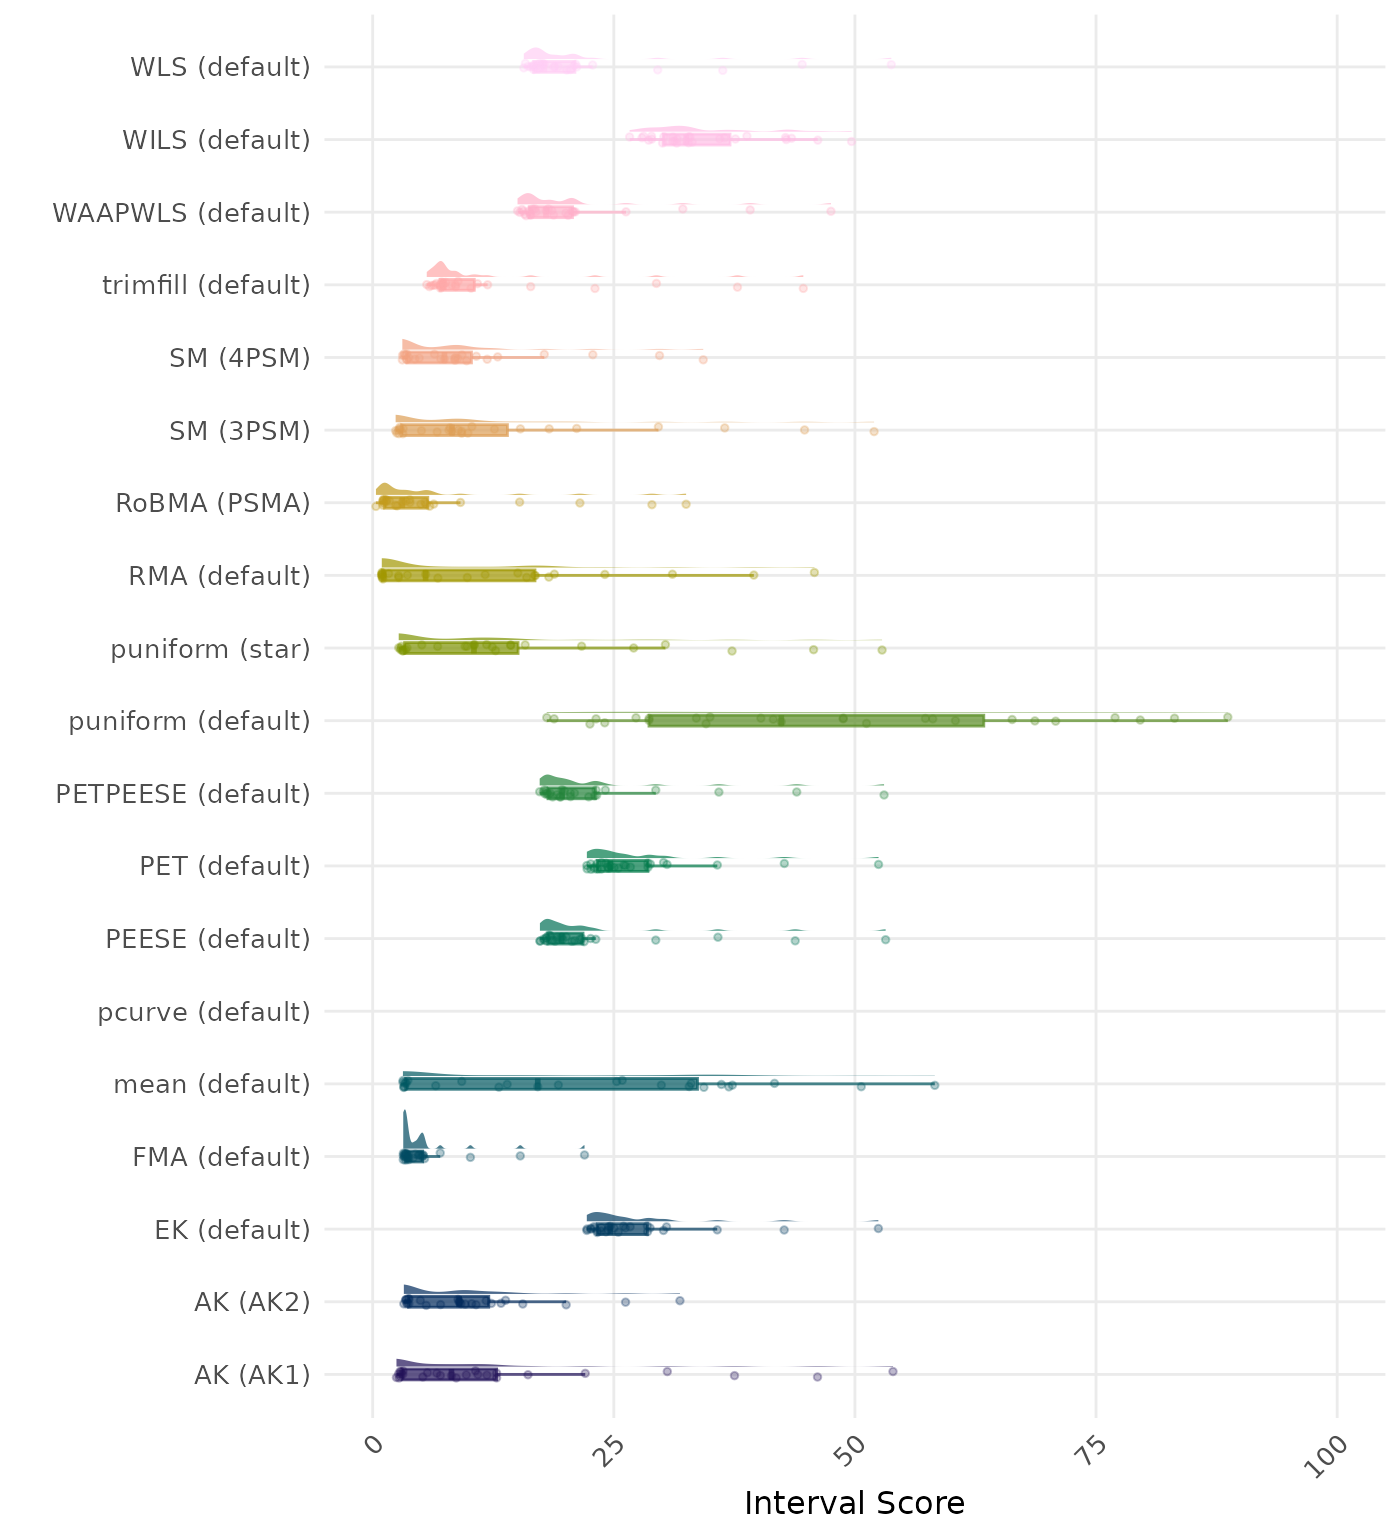 WLS (default)
WILS (default)
WAAPWLS (default)
trimfill (default)
SM (4PSM)
SM (3PSM)
RoBMA (PSMA)
RMA (default)
puniform (star)
puniform (default)
PETPEESE (default)
PET (default)
PEESE (default)
pcurve (default)
mean (default)
FMA (default)
EK (default)
AK (AK2)
AK (AK1)
0 25 50 75 100
Interval Score